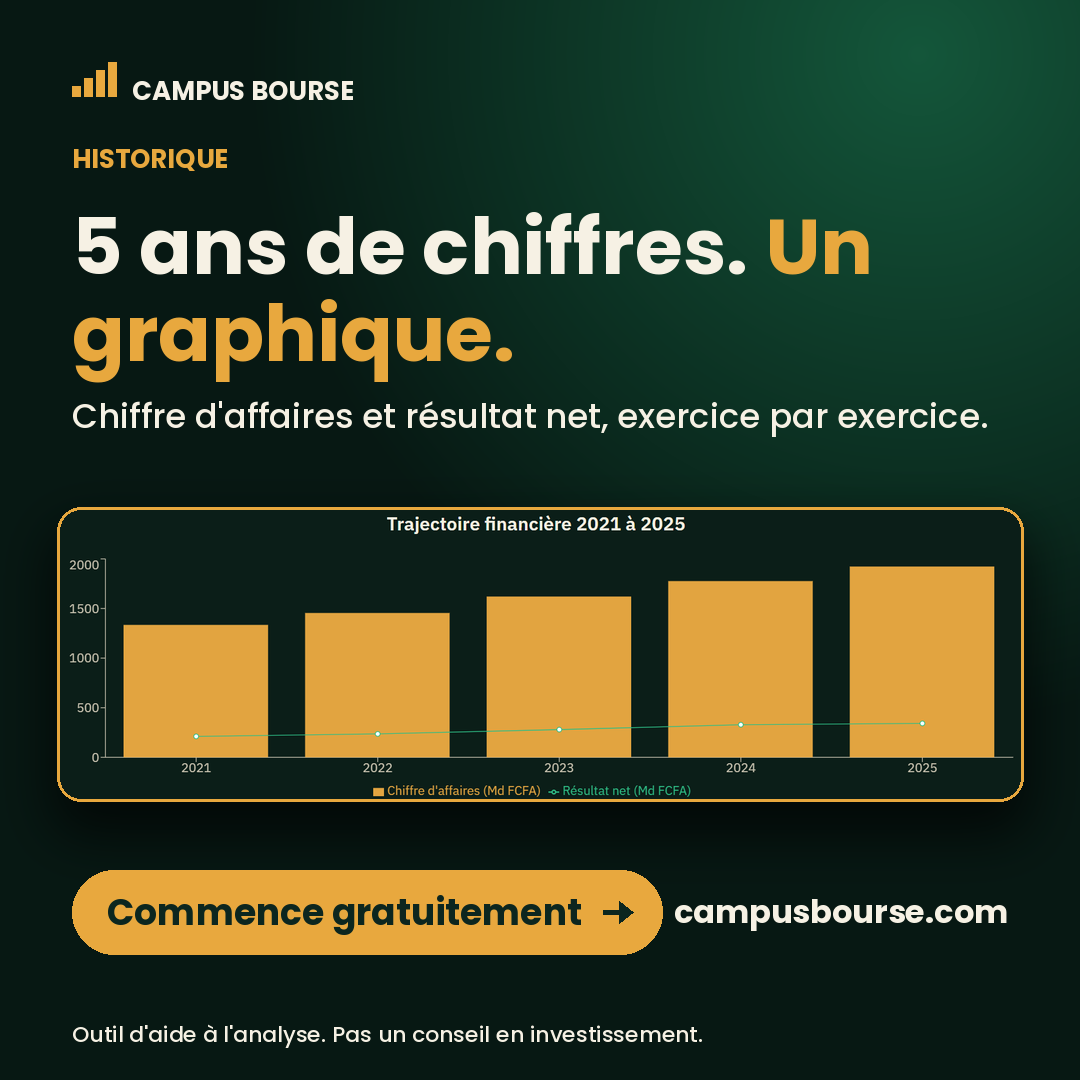 CAMPUS BOURSE
HISTORIQUE
5 ans de chiffres. Un
graphique.
Chiffre d'affaires et résultat net, exercice par exercice.
Trajectoire financière 2021 à 2025
2000
1500
1000
500
0
2021 2022 2023 2024 2025
Chiffre d'affaires (Md FCFA) Résultat net (Md FCFA)
Commence gratuitement → campusbourse.com
Outil d'aide à l'analyse. Pas un conseil en investissement.